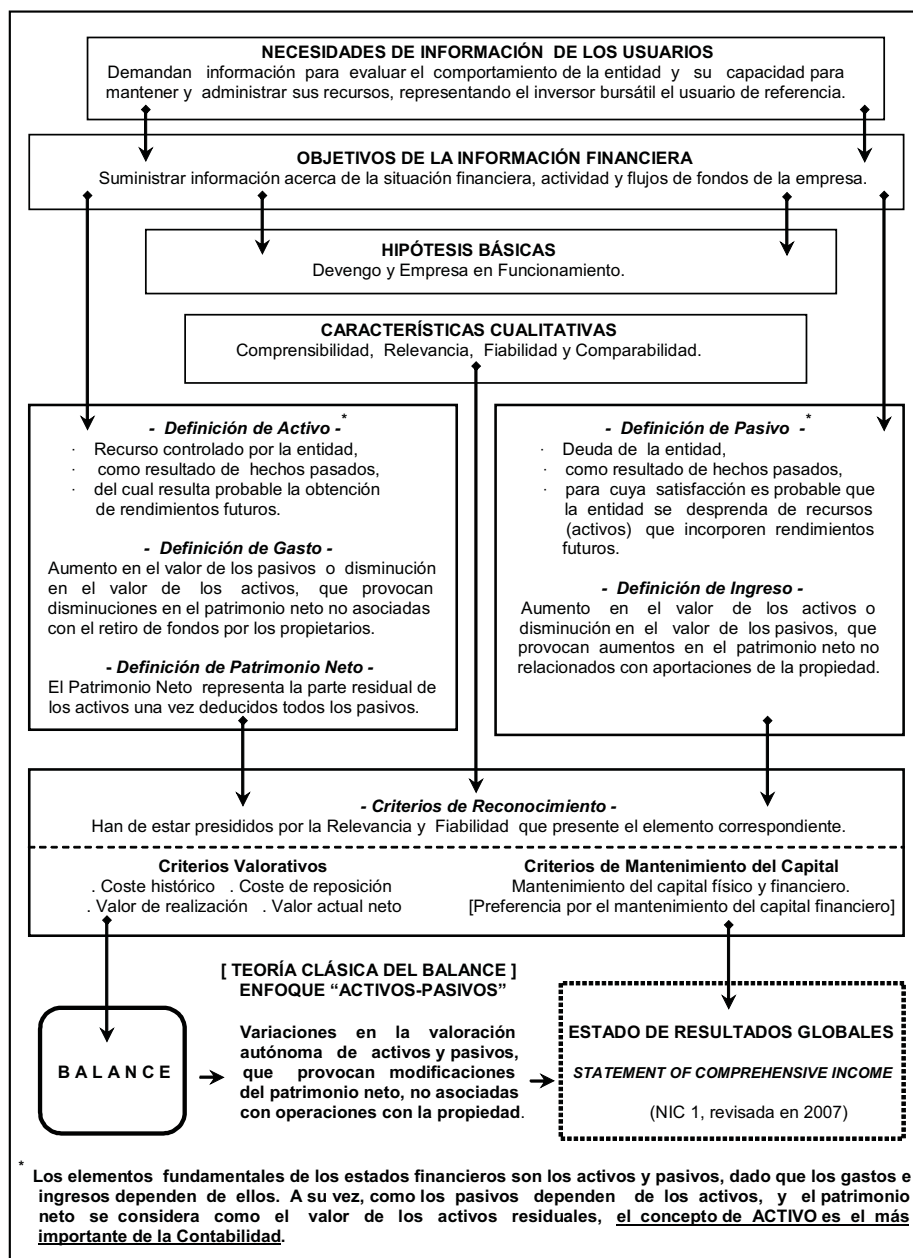 NECESIDADES DE INFORMACIÓN DE LOS USUARIOS
Demandan información para evaluar el comportamiento de la entidad y su capacidad para
mantener y administrar sus recursos, representando el inversor bursátil el usuario de referencia.
OBJETIVOS DE LA INFORMACIÓN FINANCIERA
Suministrar información acerca de la situación financiera, actividad y flujos de fondos de la empresa.
HIPÓTESIS BÁSICAS
Devengo y Empresa en Funcionamiento.
CARACTERÍSTICAS CUALITATIVAS
Comprensibilidad, Relevancia, Fiabilidad y Comparabilidad.
- Definición de Activo -*
· Recurso controlado por la entidad,
· como resultado de hechos pasados,
· del cual resulta probable la obtención
de rendimientos futuros.
- Definición de Gasto -
Aumento en el valor de los pasivos o disminución
en el valor de los activos, que provocan
disminuciones en el patrimonio neto no asociadas
con el retiro de fondos por los propietarios.
- Definición de Patrimonio Neto -
El Patrimonio Neto representa la parte residual de
los activos una vez deducidos todos los pasivos.
- Definición de Pasivo -*
· Deuda de la entidad,
· como resultado de hechos pasados,
· para cuya satisfacción es probable que
la entidad se desprenda de recursos
(activos) que incorporen rendimientos
futuros.
- Definición de Ingreso -
Aumento en el valor de los activos o
disminución en el valor de los pasivos, que
provocan aumentos en el patrimonio neto no
relacionados con aportaciones de la propiedad.
- Criterios de Reconocimiento -
Han de estar presididos por la Relevancia y Fiabilidad que presente el elemento correspondiente.
Criterios Valorativos
. Coste histórico . Coste de reposición
. Valor de realización . Valor actual neto
Criterios de Mantenimiento del Capital
Mantenimiento del capital físico y financiero.
[Preferencia por el mantenimiento del capital financiero]
[ TEORÍA CLÁSICA DEL BALANCE ]
ENFOQUE “ACTIVOS-PASIVOS”
B A L A N C E
Variaciones en la valoración
autónoma de activos y pasivos,
que provocan modificaciones
del patrimonio neto, no asociadas
con operaciones con la propiedad.
ESTADO DE RESULTADOS GLOBALES
STATEMENT OF COMPREHENSIVE INCOME
(NIC 1, revisada en 2007)
* Los elementos fundamentales de los estados financieros son los activos y pasivos, dado que los gastos e
ingresos dependen de ellos. A su vez, como los pasivos dependen de los activos, y el patrimonio
neto se considera como el valor de los activos residuales, el concepto de ACTIVO es el más
importante de la Contabilidad.